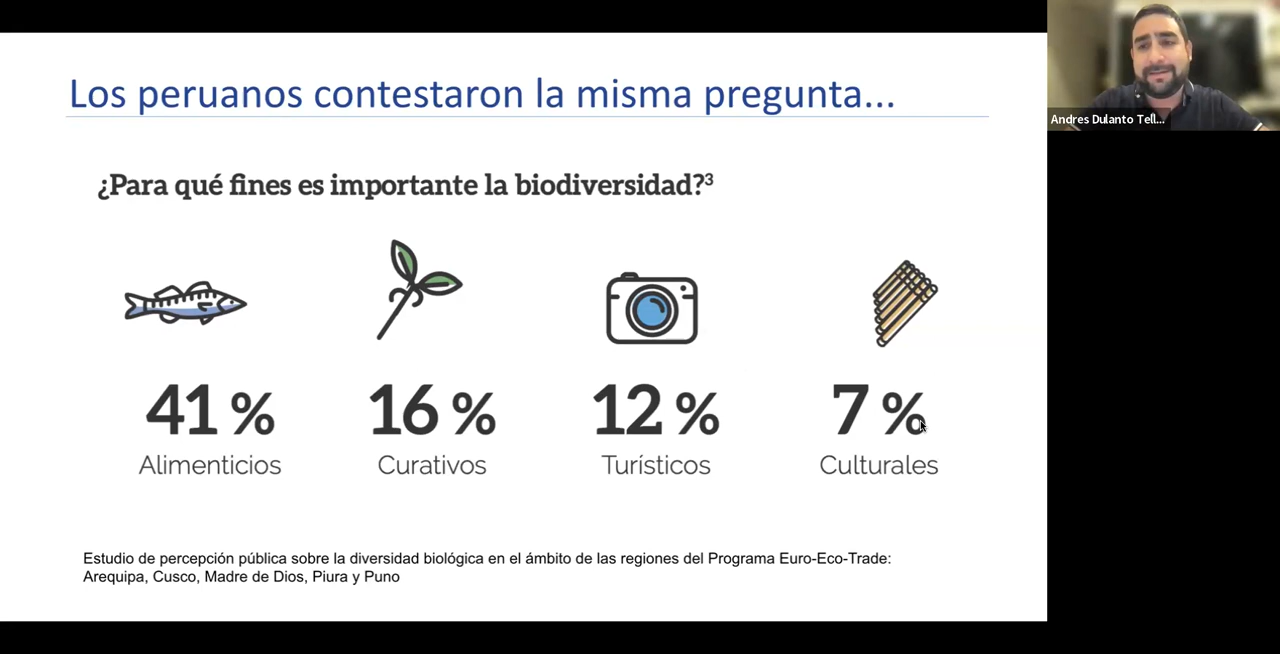 Los peruanos contestaron la misma pregunta...
¿Para qué fines es importante la biodiversidad?³
41 % 16 % 12 % 7 %
Alimenticios Curativos Turísticos Culturales
Estudio de percepción pública sobre la diversidad biológica en el ámbito de las regiones del Programa Euro-Eco-Trade:
Arequipa, Cusco, Madre de Dios, Piura y Puno
Andres Dulanto Tell...